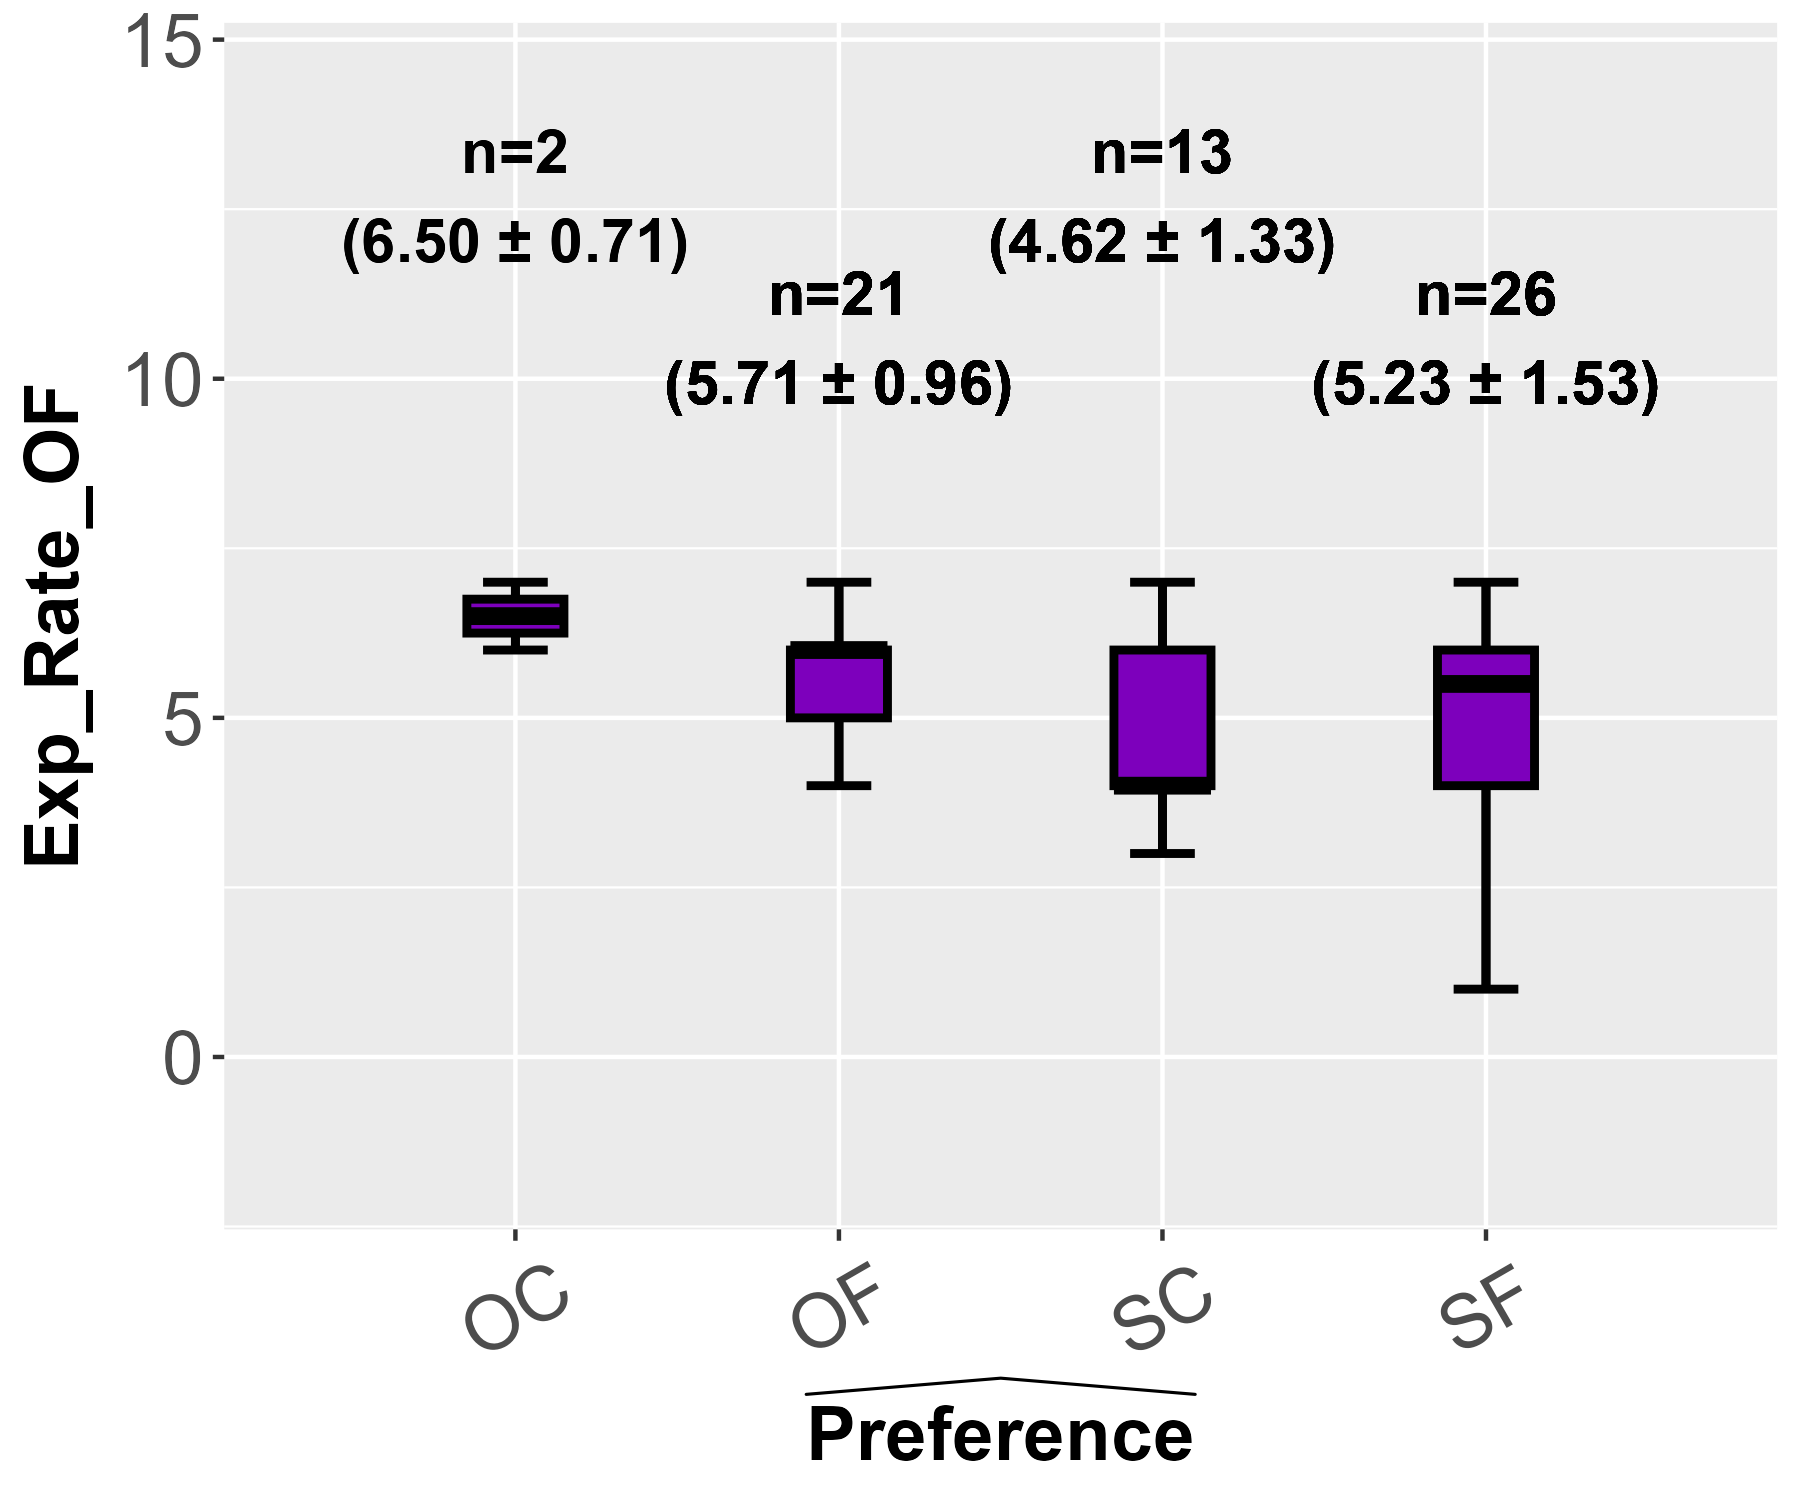 15
n=2
n=13
(6.50 ± 0.71)
(4.62 ± 1.33)
n=21
n=26
10
(5.71 ± 0.96)
(5.23 ± 1.53)
Exp_Rate_OF
5
0
OC
OF
SC
SF
Preference